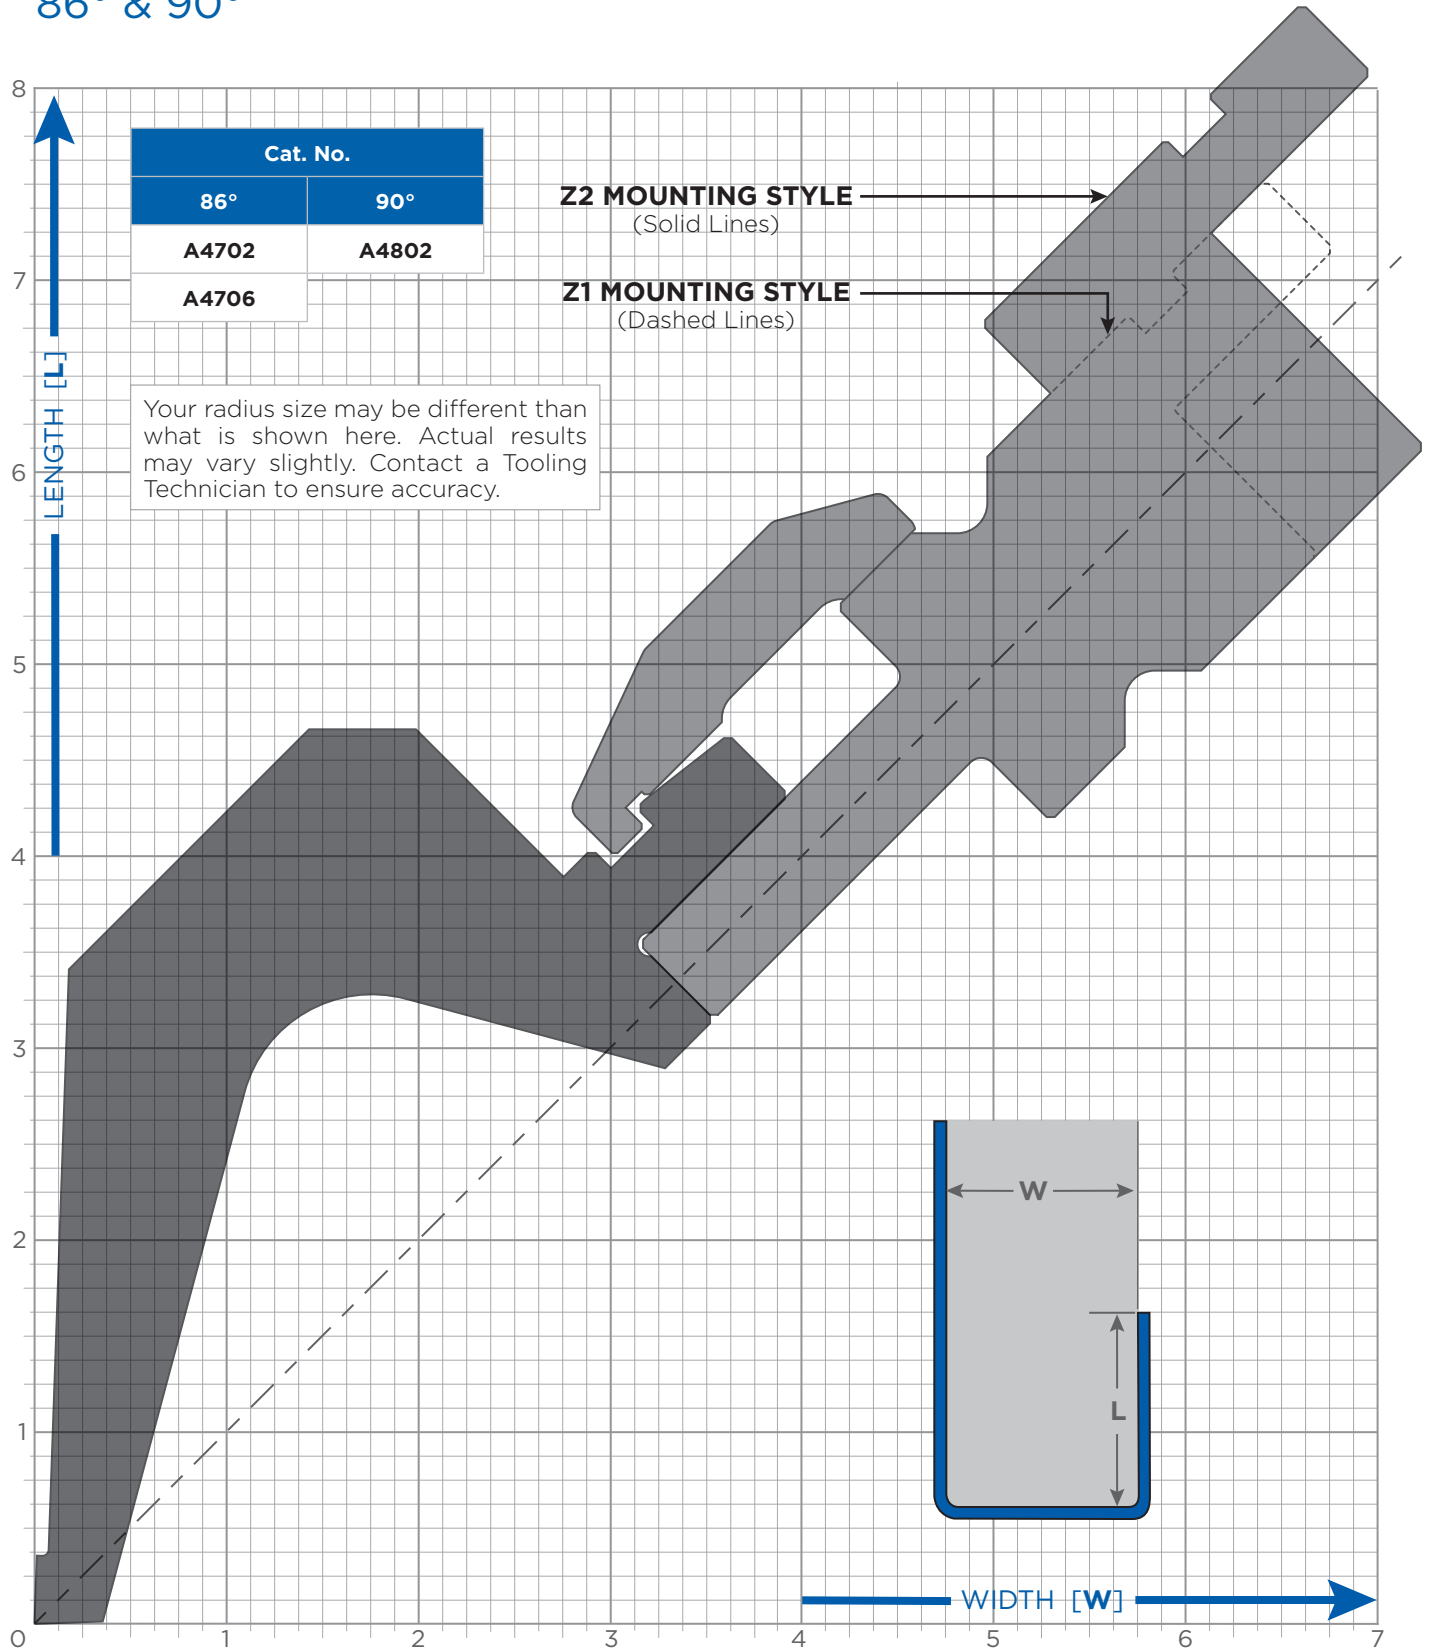 86° & 90°
Cat. No.
86° 90°
A4702 A4802
A4706
Z2 MOUNTING STYLE
(Solid Lines)
Z1 MOUNTING STYLE
(Dashed Lines)
Your radius size may be different than
what is shown here. Actual results
may vary slightly. Contact a Tooling
Technician to ensure accuracy.
LENGTH [L]
8
7
6
5
4
3
2
1
W
L
WIDTH [W]
0 1 2 3 4 5 6 7